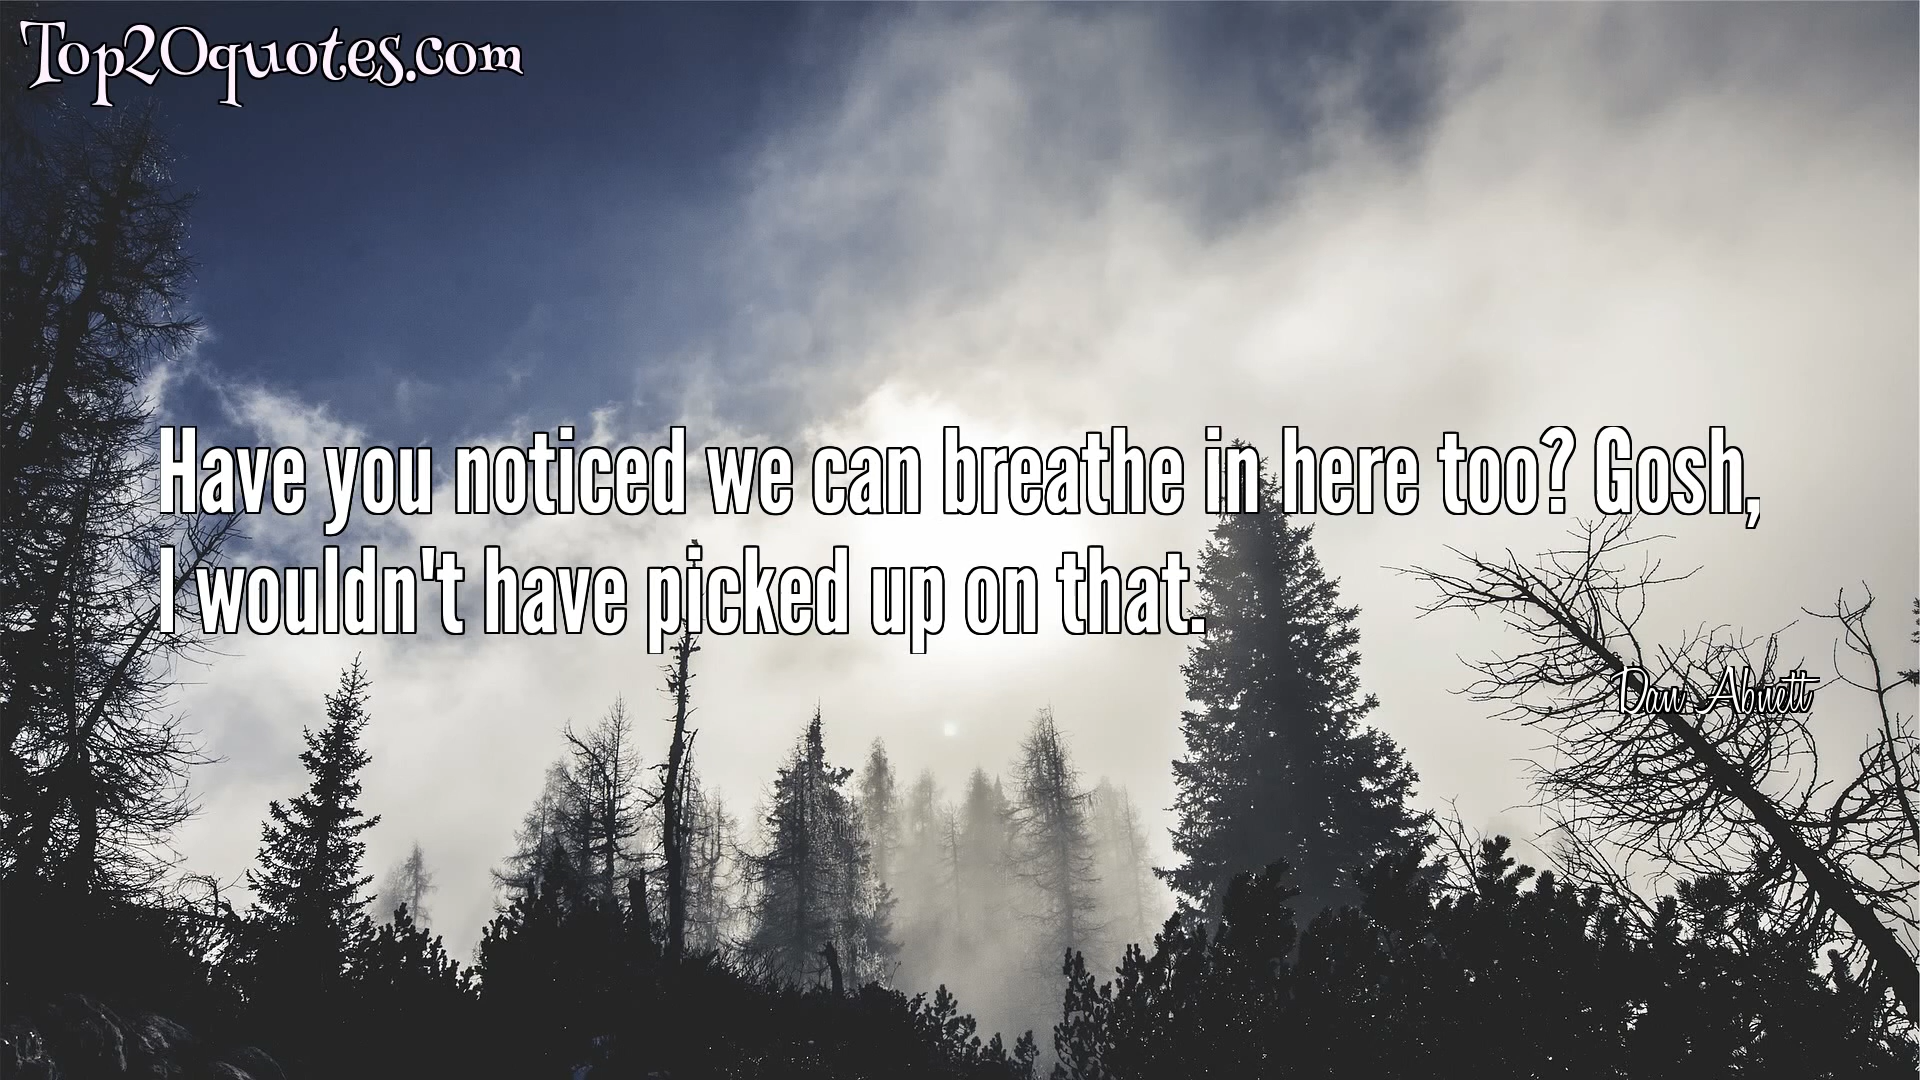 Top20quotes.com
Have you noticed we can breathe in here too? Gosh,
I wouldn't have picked up on that.
Dan Abnett